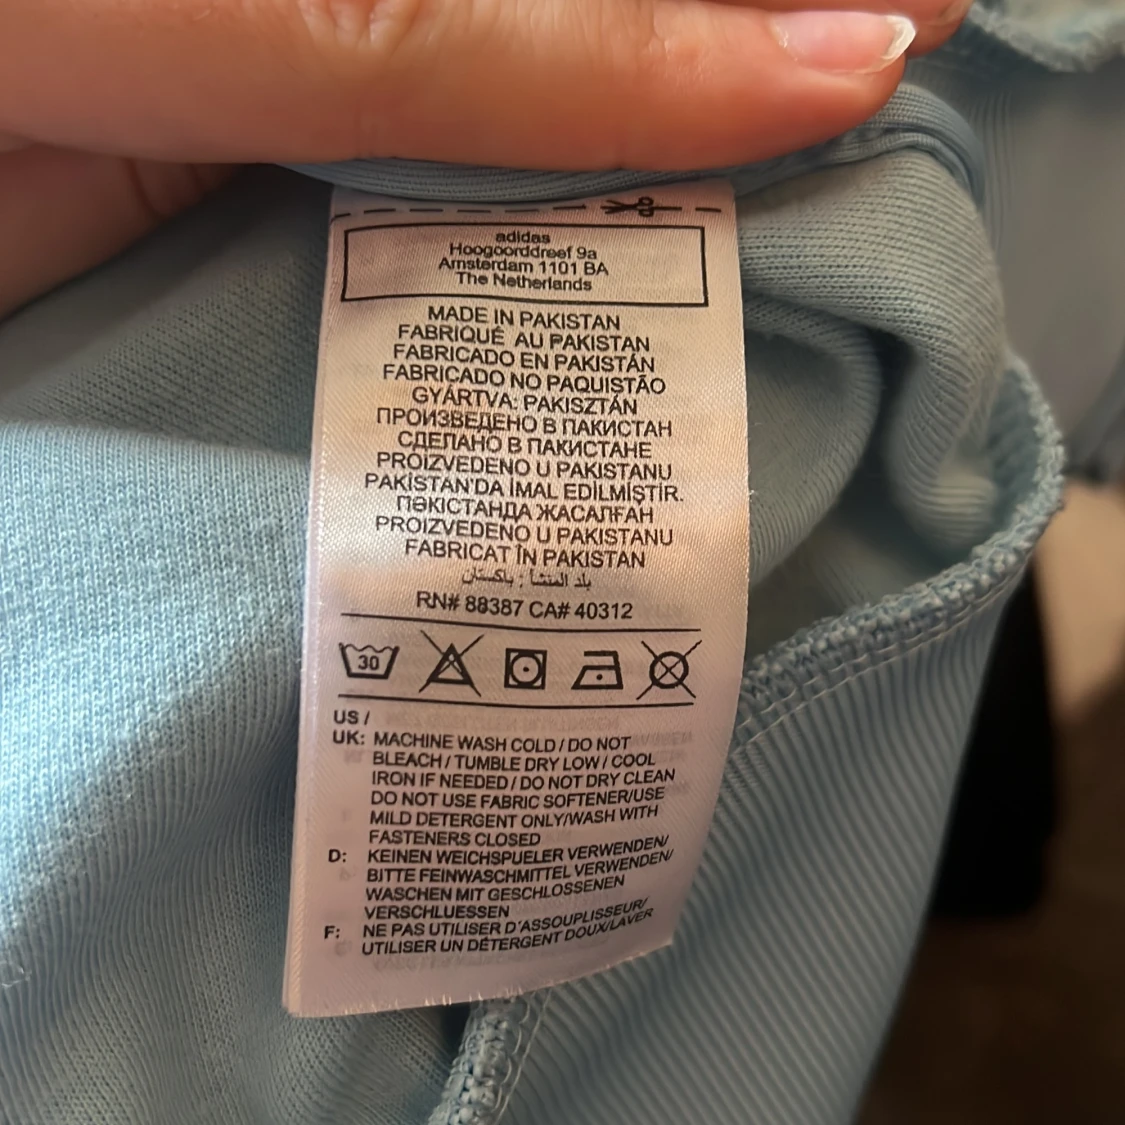 adidas
Hoogoorddreef 9a
Amsterdam 1101 BA
The Netherlands
MADE IN PAKISTAN
FABRIQUÉ AU PAKISTAN
FABRICADO EN PAKISTÁN
FABRICADO NO PAQUISTÃO
GYÁRTVA: PAKISZTÁN
ПРОИЗВЕДЕНО В ПАКИСТАН
СДЕЛАНО В ПАКИСТАНЕ
PROIZVEDENO U PAKISTANU
PAKİSTAN'DA İMAL EDİLMİŞTİR.
ПӘКІСТАНДА ЖАСАЛҒАН
PROIZVEDENO U PAKISTANU
FABRICAT ÎN PAKISTAN
بلد المنشأ : باكستان
RN# 88387 CA# 40312
30
US /
UK: MACHINE WASH COLD / DO NOT
BLEACH / TUMBLE DRY LOW / COOL
IRON IF NEEDED / DO NOT DRY CLEAN
DO NOT USE FABRIC SOFTENER/USE
MILD DETERGENT ONLY/WASH WITH
FASTENERS CLOSED
D: KEINEN WEICHSPUELER VERWENDEN/
BITTE FEINWASCHMITTEL VERWENDEN/
WASCHEN MIT GESCHLOSSENEN
VERSCHLUESSEN
F: NE PAS UTILISER D'ASSOUPLISSEUR/
UTILISER UN DÉTERGENT DOUX/LAVER